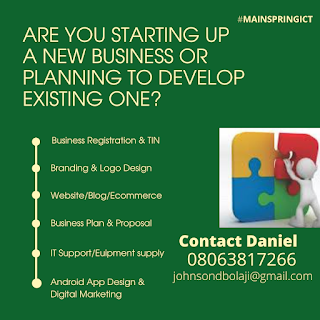 #MAINSPRINGICT
ARE YOU STARTING UP
A NEW BUSINESS OR
PLANNING TO DEVELOP
EXISTING ONE?
Business Registration & TIN
Branding & Logo Design
Website/Blog/Ecommerce
Business Plan & Proposal
IT Support/Euipment supply
Android App Design &
Digital Marketing
Contact Daniel
08063817266
johnsondbolaji@gmail.com